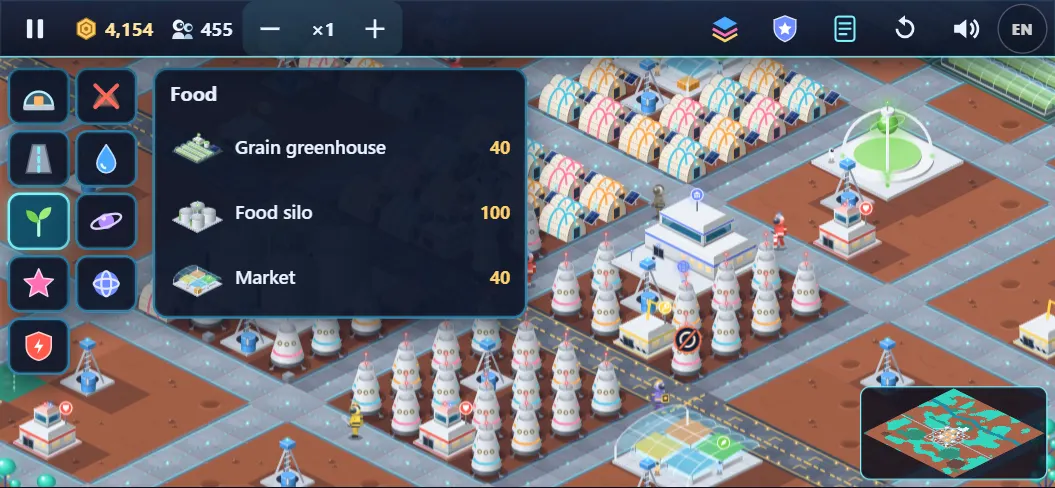 4,154
455
×1
EN
Food
Grain greenhouse 40
Food silo 100
Market 40